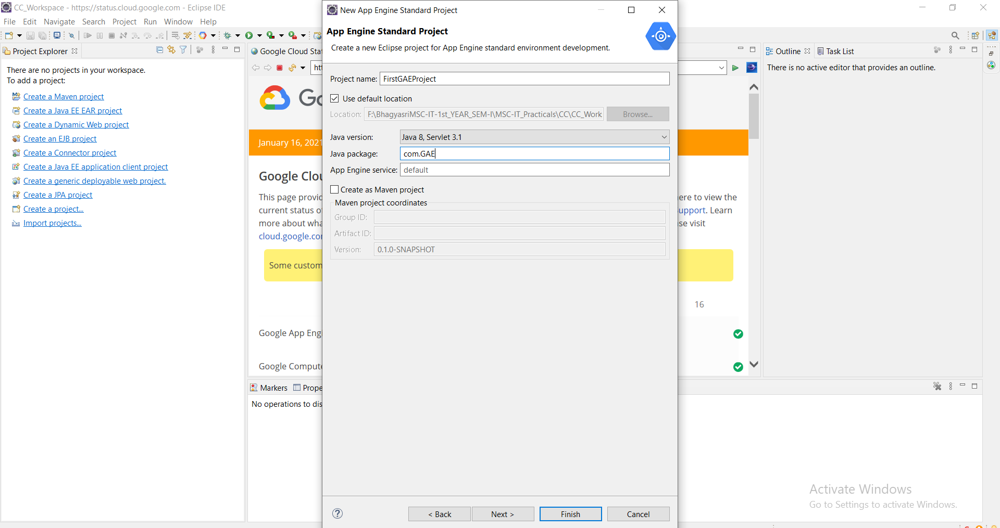 CC_Workspace - https://status.cloud.google.com - Eclipse IDE
File Edit Navigate Search Project Run Window Help
Project Explorer
There are no projects in your workspace.
To add a project:
Create a Maven project
Create a Java EE EAR project
Create a Dynamic Web project
Create an EJB project
Create a Connector project
Create a Java EE application client project
Create a generic deployable web project.
Create a JPA project
Create a project...
Import projects...
Google Cloud Sta
htt
Go
January 16, 2021
Google Clou
This page provid
ere to view the
current status o
upport. Learn
more about wha
se visit
cloud.google.co
Some custom
16
Google App Engi
Google Compute
Markers
Prope
No operations to dis
New App Engine Standard Project
App Engine Standard Project
Create a new Eclipse project for App Engine standard environment development.
Project name: FirstGAEProject
Use default location
Location: F:\BhagyasriMSC-IT-1st_YEAR_SEM-I\MSC-IT_Practicals\CC\CC_Work
Browse...
Java version: Java 8, Servlet 3.1
Java package: com.GAE
App Engine service: default
Create as Maven project
Maven project coordinates
Group ID:
Artifact ID:
Version: 0.1.0-SNAPSHOT
< Back Next > Finish Cancel
Outline
Task List
There is no active editor that provides an outline.
Activate Windows
Go to Settings to activate Windows.